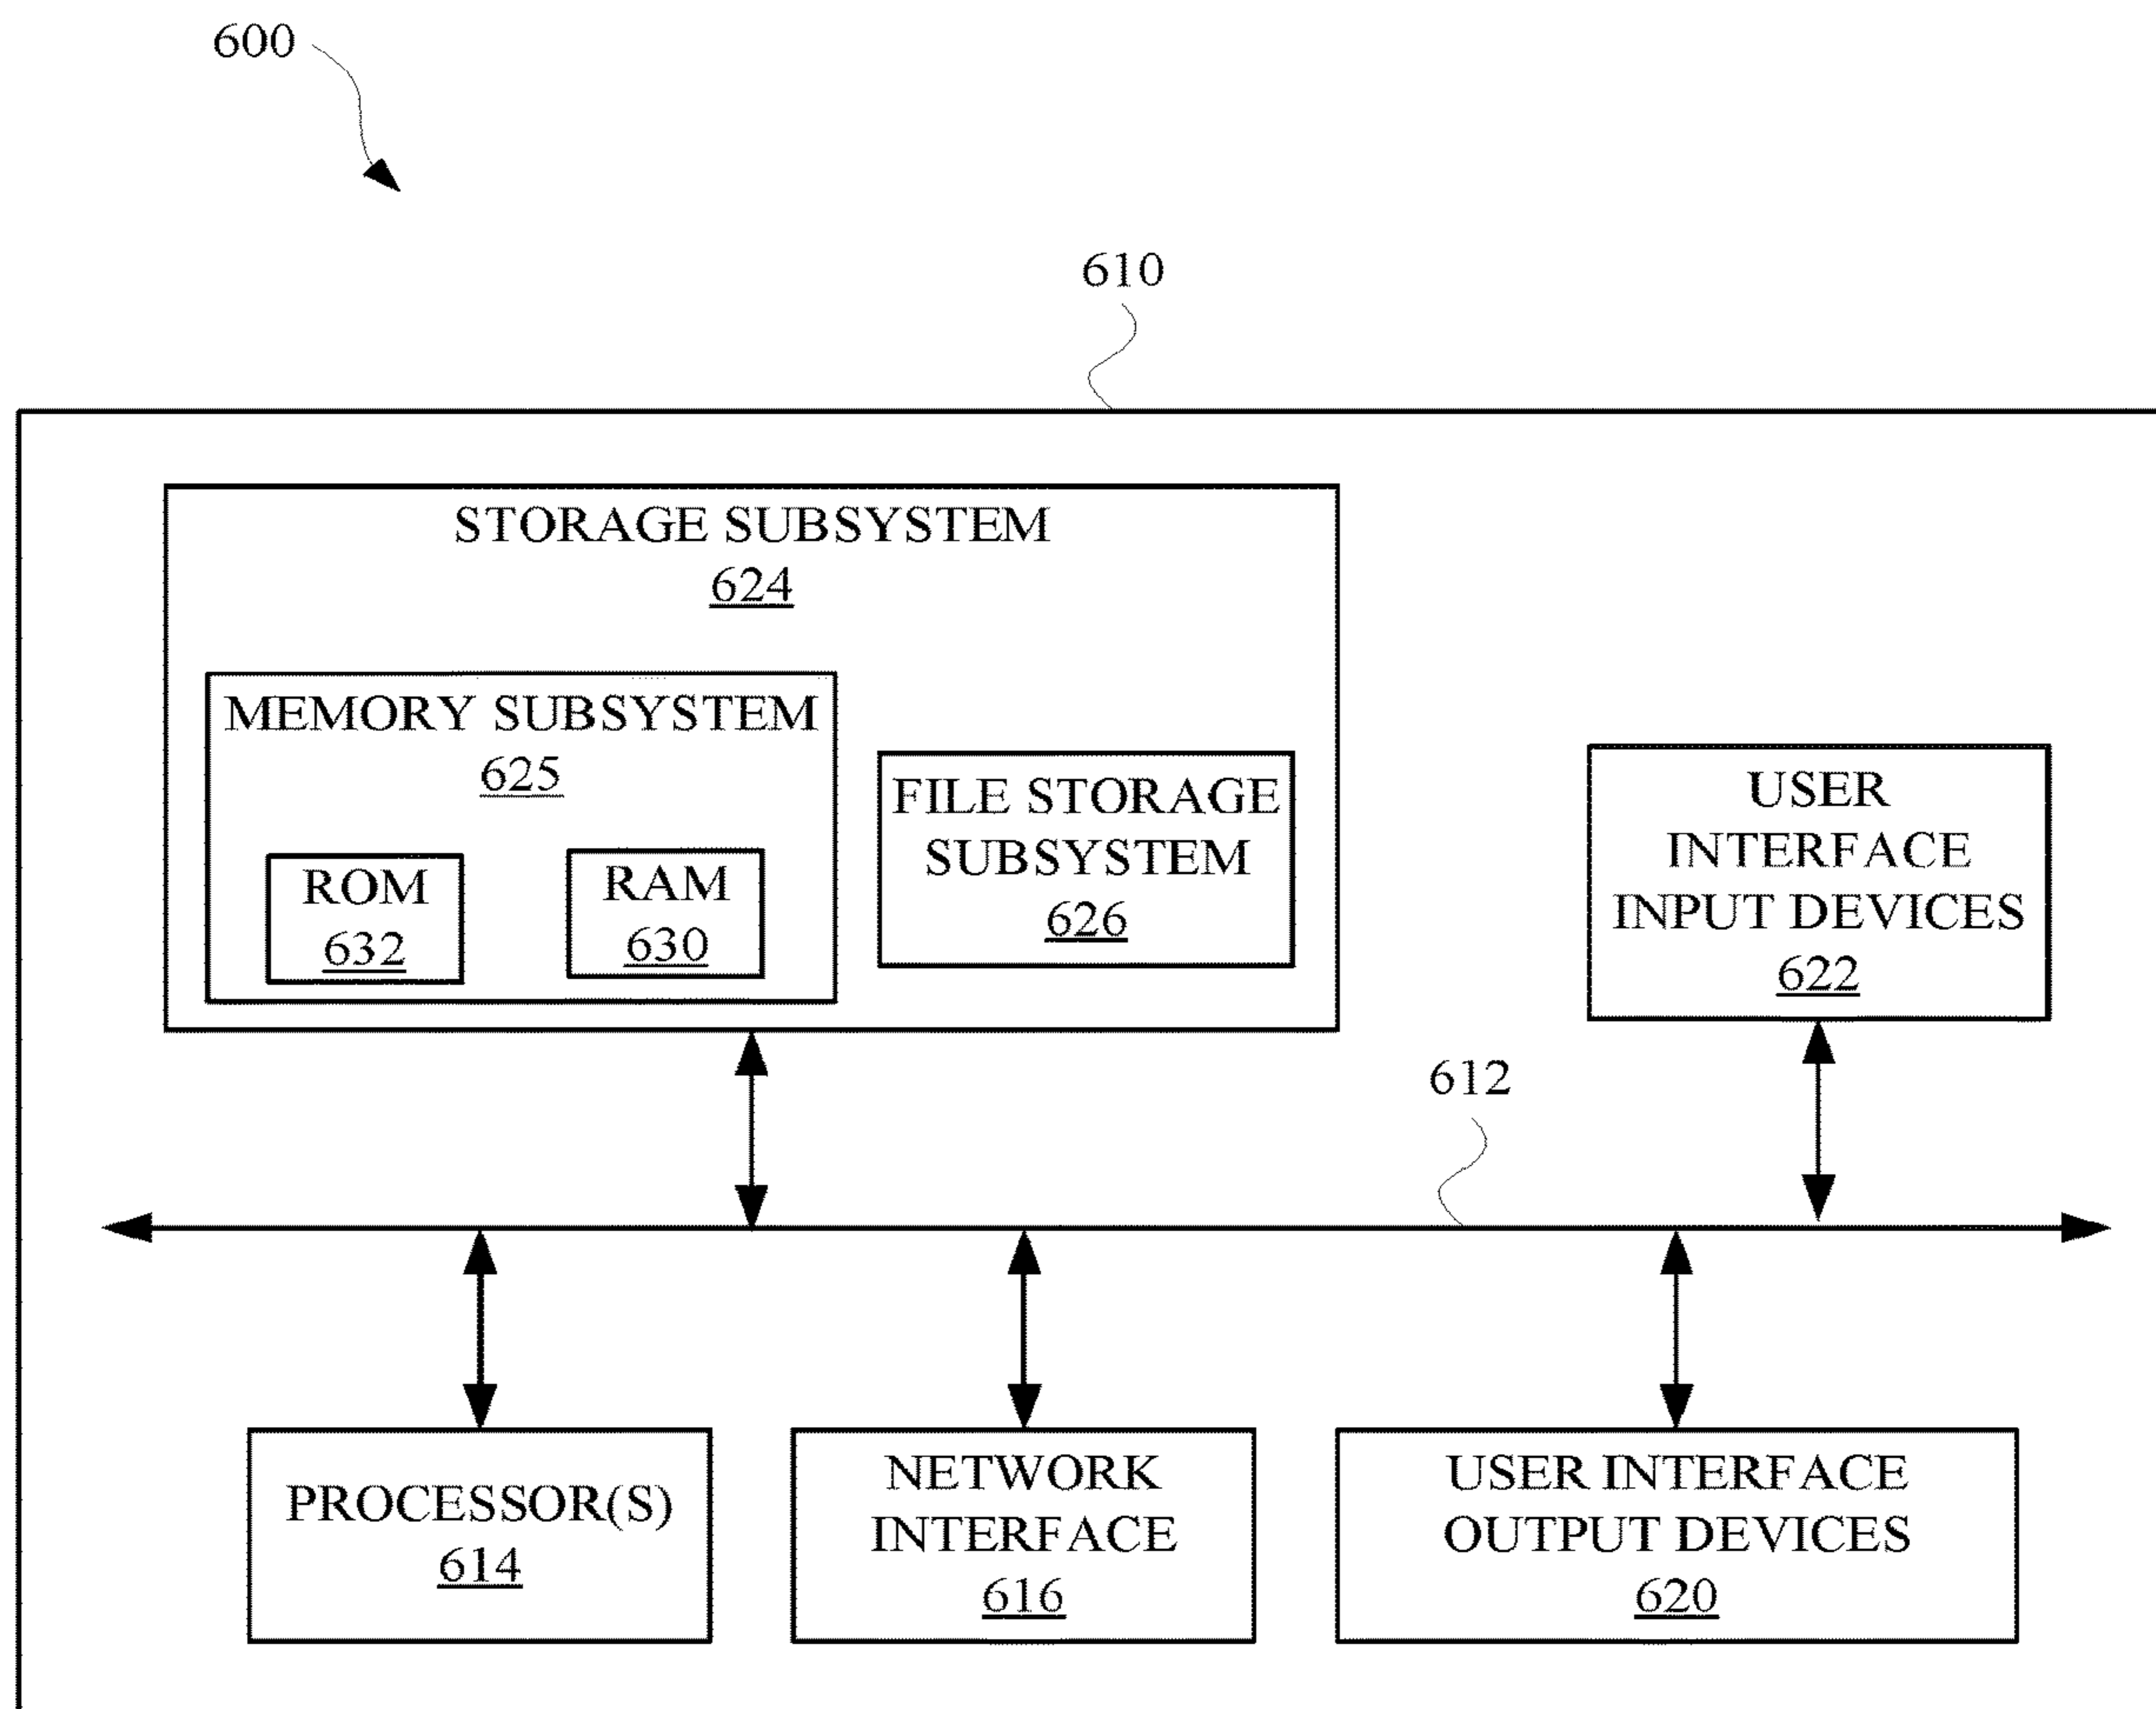 600
610
STORAGE SUBSYSTEM
624
MEMORY SUBSYSTEM
625
ROM
632
RAM
630
FILE STORAGE
SUBSYSTEM
626
USER
INTERFACE
INPUT DEVICES
622
612
PROCESSOR(S)
614
NETWORK
INTERFACE
616
USER INTERFACE
OUTPUT DEVICES
620